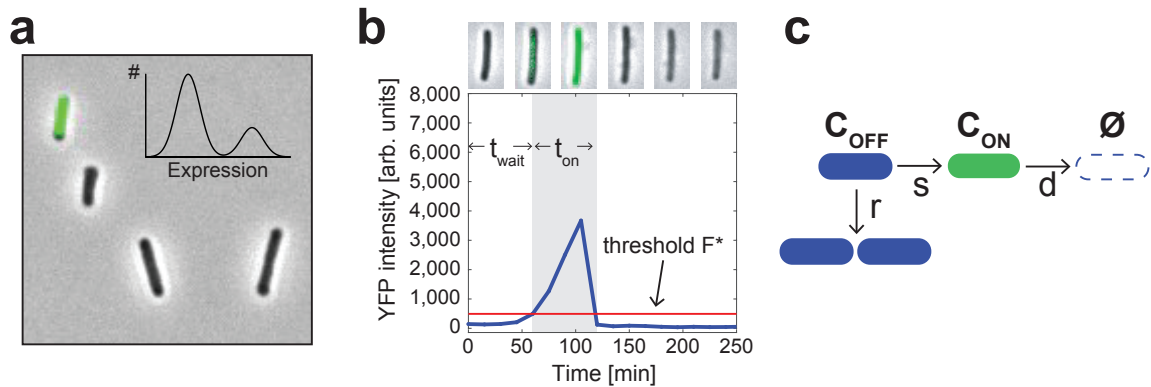 a
#
Expression
b
YFP intensity [arb. units]
8,000
7,000
6,000
5,000
4,000
3,000
2,000
1,000
0
t_wait
t_on
threshold F*
0
50
100
150
200
250
Time [min]
c
C_OFF
C_ON
Ø
s
d
r